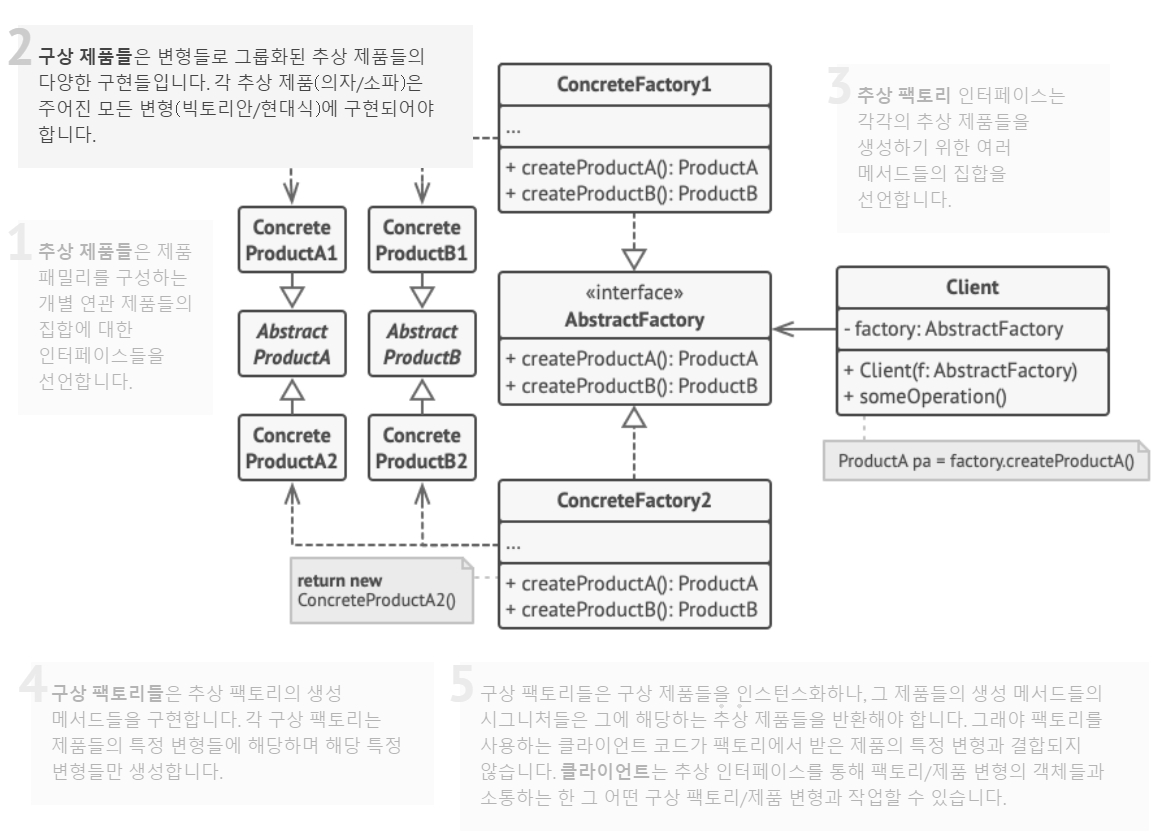 2
구상 제품들은 변형들로 그룹화된 추상 제품들의
다양한 구현들입니다. 각 추상 제품(의자/소파)은
주어진 모든 변형(빅토리안/현대식)에 구현되어야
합니다.
ConcreteFactory1
...
+ createProductA(): ProductA
+ createProductB(): ProductB
3
추상 팩토리 인터페이스는
각각의 추상 제품들을
생성하기 위한 여러
메서드들의 집합을
선언합니다.
1
추상 제품들은 제품
패밀리를 구성하는
개별 연관 제품들의
집합에 대한
인터페이스들을
선언합니다.
Concrete
ProductA1
Concrete
ProductB1
Abstract
ProductA
Abstract
ProductB
Concrete
ProductA2
Concrete
ProductB2
«interface»
AbstractFactory
+ createProductA(): ProductA
+ createProductB(): ProductB
Client
- factory: AbstractFactory
+ Client(f: AbstractFactory)
+ someOperation()
ProductA pa = factory.createProductA()
ConcreteFactory2
...
+ createProductA(): ProductA
+ createProductB(): ProductB
return new
ConcreteProductA2()
4
구상 팩토리들은 추상 팩토리의 생성
메서드들을 구현합니다. 각 구상 팩토리는
제품들의 특정 변형들에 해당하며 해당 특정
변형들만 생성합니다.
5
구상 팩토리들은 구상 제품들을 인스턴스화하나, 그 제품들의 생성 메서드들의
시그니처들은 그에 해당하는 추상 제품들을 반환해야 합니다. 그래야 팩토리를
사용하는 클라이언트 코드가 팩토리에서 받은 제품의 특정 변형과 결합되지
않습니다. 클라이언트는 추상 인터페이스를 통해 팩토리/제품 변형의 객체들과
소통하는 한 그 어떤 구상 팩토리/제품 변형과 작업할 수 있습니다.